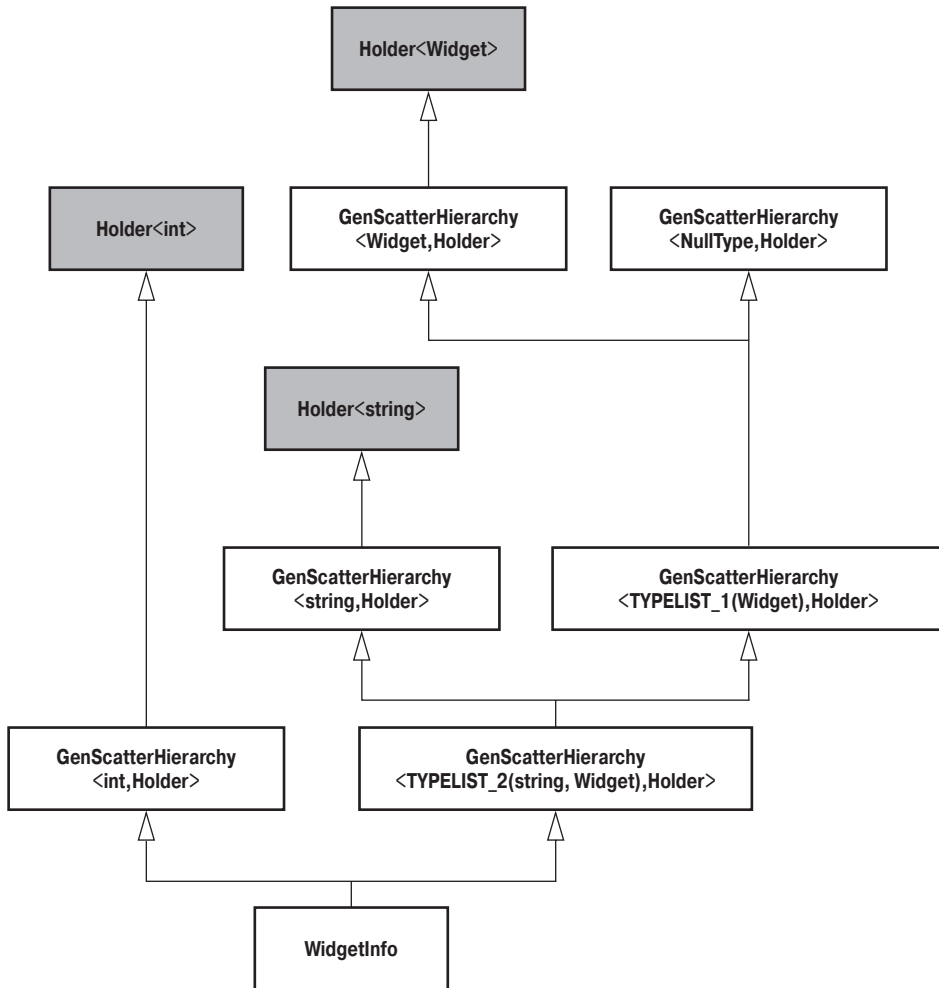 Holder<Widget>
Holder<int>
GenScatterHierarchy
<Widget,Holder>
GenScatterHierarchy
<NullType,Holder>
Holder<string>
GenScatterHierarchy
<string,Holder>
GenScatterHierarchy
<TYPELIST_1(Widget),Holder>
GenScatterHierarchy
<int,Holder>
GenScatterHierarchy
<TYPELIST_2(string, Widget),Holder>
WidgetInfo